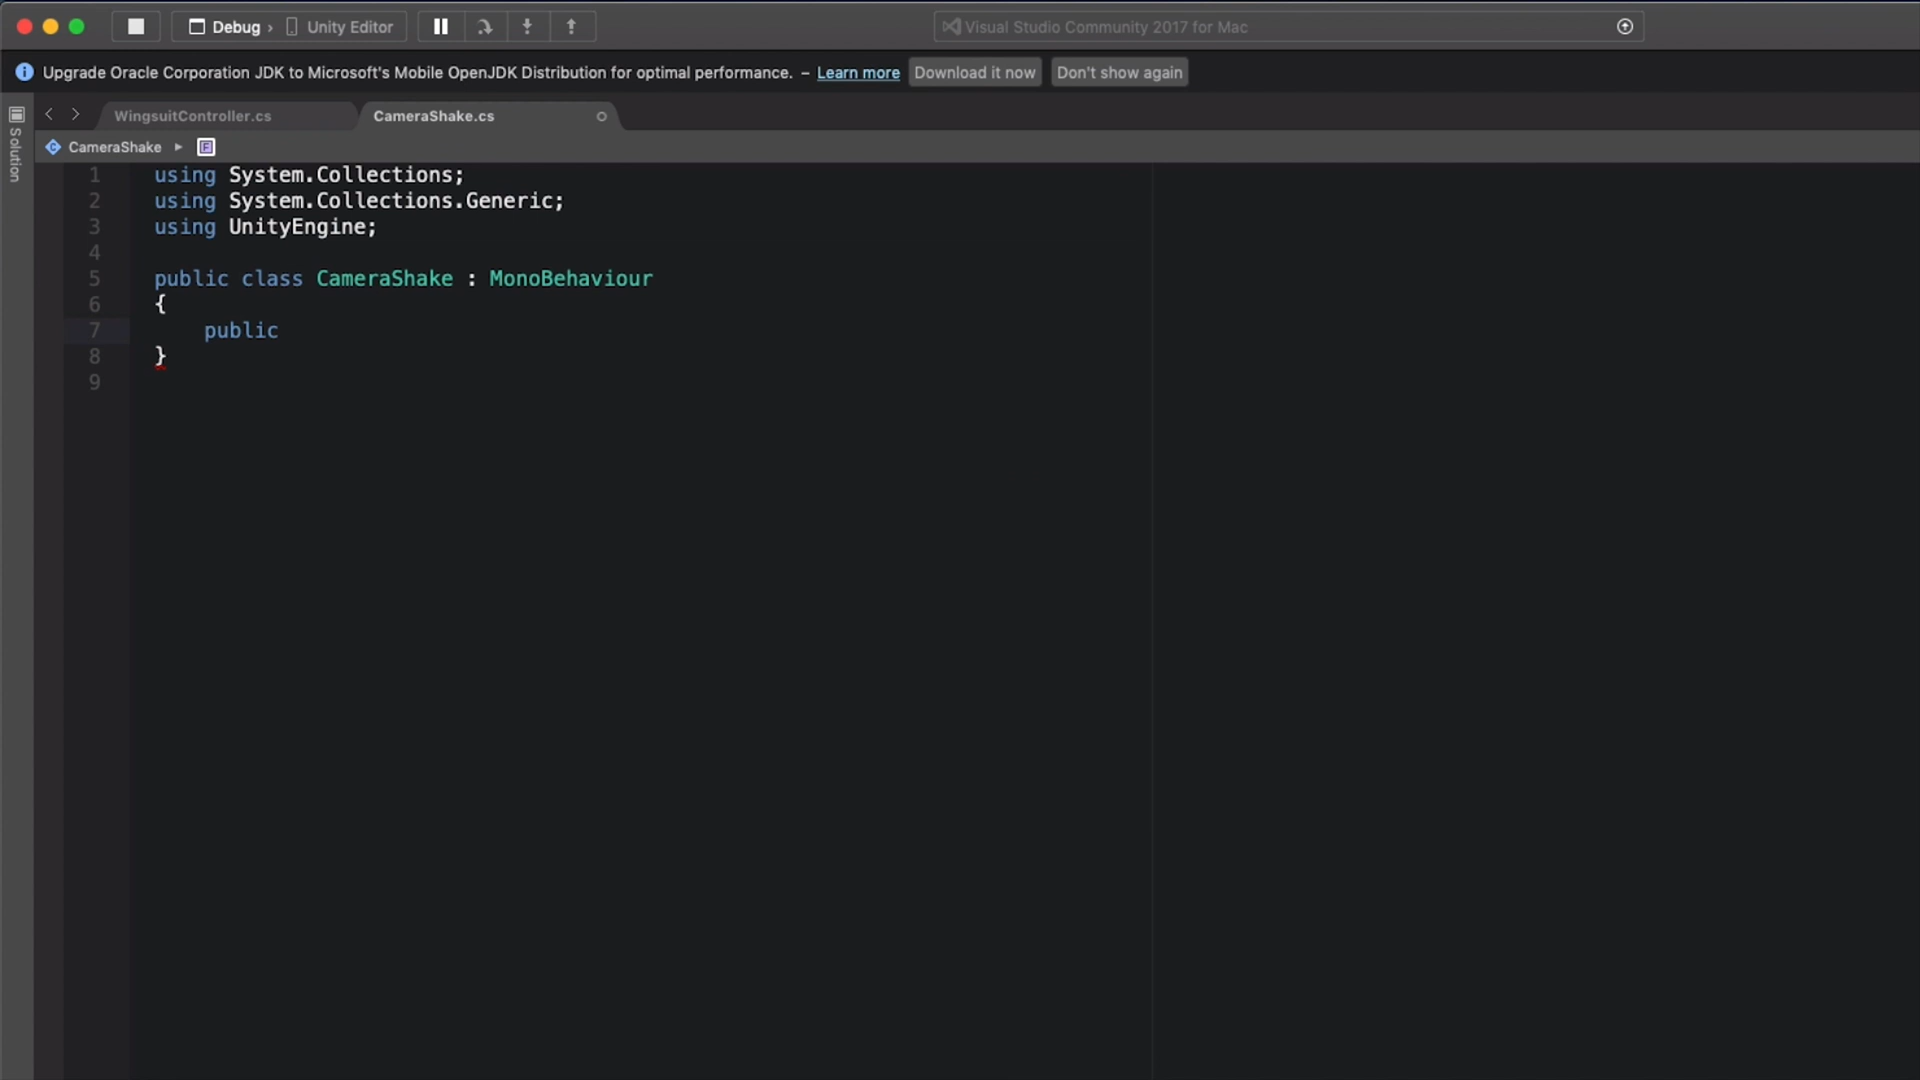 Debug › Unity Editor
Visual Studio Community 2017 for Mac
Upgrade Oracle Corporation JDK to Microsoft's Mobile OpenJDK Distribution for optimal performance. – Learn more Download it now Don't show again
Solution
WingsuitController.cs CameraShake.cs
CameraShake
1 using System.Collections;
2 using System.Collections.Generic;
3 using UnityEngine;
4
5 public class CameraShake : MonoBehaviour
6 {
7 public
8 }
9